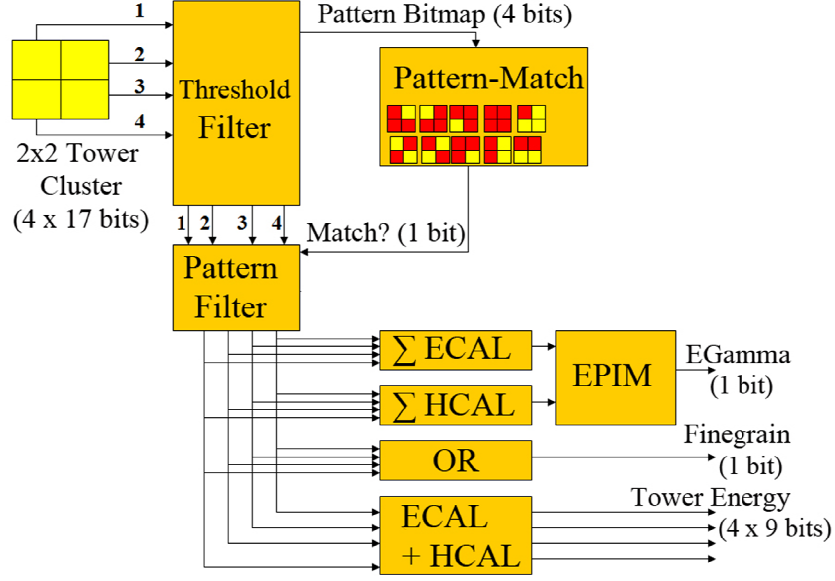 1
2
3
4
2x2 Tower
Cluster
(4 x 17 bits)
Threshold
Filter
Pattern Bitmap (4 bits)
Pattern-Match
1 2 3 4
Match? (1 bit)
Pattern
Filter
∑ ECAL
∑ HCAL
EPIM
EGamma
(1 bit)
OR
Finegrain
(1 bit)
ECAL
+ HCAL
Tower Energy
(4 x 9 bits)